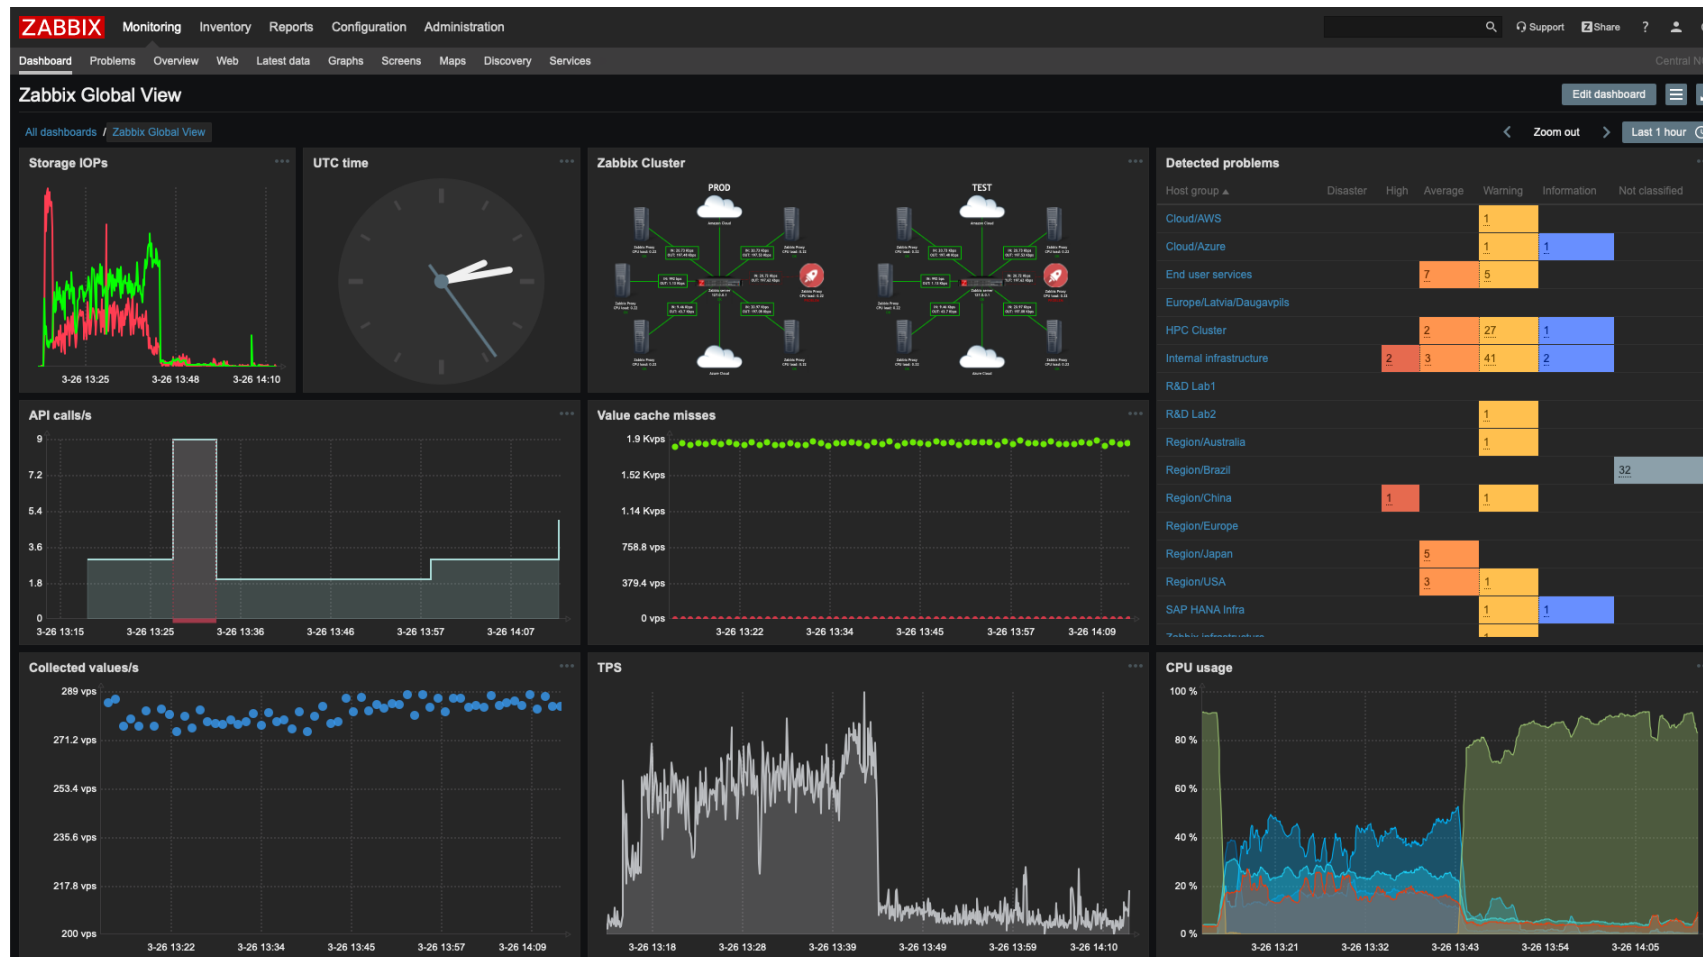 ZABBIX Monitoring Inventory Reports Configuration Administration Support Z Share ?
Dashboard Problems Overview Web Latest data Graphs Screens Maps Discovery Services Central N
Zabbix Global View Edit dashboard
All dashboards / Zabbix Global View Zoom out Last 1 hour
Storage IOPs
3-26 13:25 3-26 13:48 3-26 14:10
UTC time
Zabbix Cluster
PROD TEST
Amazon Cloud
Azure Cloud
Detected problems
Host group Disaster High Average Warning Information Not classified
Cloud/AWS 1
Cloud/Azure 1 1
End user services 7 5
Europe/Latvia/Daugavpils
HPC Cluster 2 27 1
Internal infrastructure 2 3 41 2
R&D Lab1
R&D Lab2 1
Region/Australia 1
Region/Brazil 32
Region/China 1 1
Region/Europe
Region/Japan 5
Region/USA 3 1
SAP HANA Infra 1 1
Zabbix infrastructure 1
API calls/s
9
7.2
5.4
3.6
1.8
0
3-26 13:15 3-26 13:25 3-26 13:36 3-26 13:46 3-26 13:57 3-26 14:07
Value cache misses
1.9 Kvps
1.52 Kvps
1.14 Kvps
758.8 vps
379.4 vps
0 vps
3-26 13:22 3-26 13:34 3-26 13:45 3-26 13:57 3-26 14:09
Collected values/s
289 vps
271.2 vps
253.4 vps
235.6 vps
217.8 vps
200 vps
3-26 13:22 3-26 13:34 3-26 13:45 3-26 13:57 3-26 14:09
TPS
3-26 13:18 3-26 13:28 3-26 13:39 3-26 13:49 3-26 13:59 3-26 14:10
CPU usage
100 %
80 %
60 %
40 %
20 %
0 %
3-26 13:21 3-26 13:32 3-26 13:43 3-26 13:54 3-26 14:05